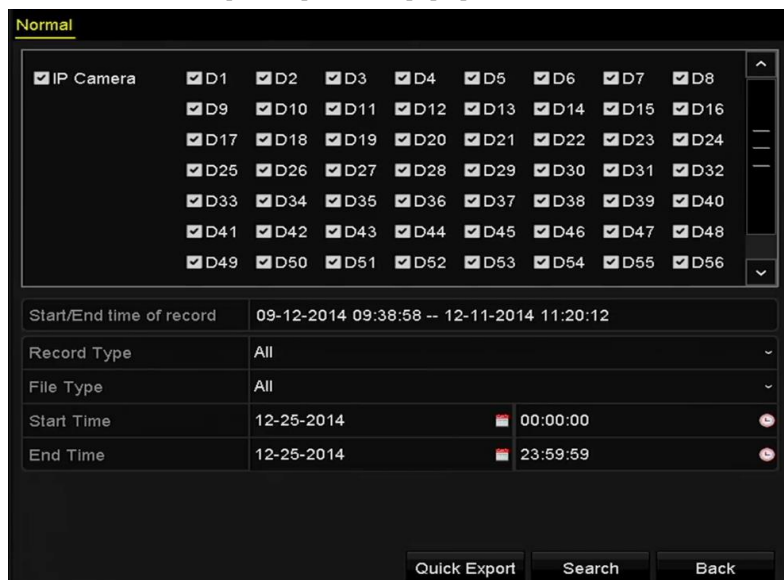 Normal
IP Camera D1 D2 D3 D4 D5 D6 D7 D8
D9 D10 D11 D12 D13 D14 D15 D16
D17 D18 D19 D20 D21 D22 D23 D24
D25 D26 D27 D28 D29 D30 D31 D32
D33 D34 D35 D36 D37 D38 D39 D40
D41 D42 D43 D44 D45 D46 D47 D48
D49 D50 D51 D52 D53 D54 D55 D56
Start/End time of record 09-12-2014 09:38:58 -- 12-11-2014 11:20:12
Record Type All
File Type All
Start Time 12-25-2014 00:00:00
End Time 12-25-2014 23:59:59
Quick Export Search Back